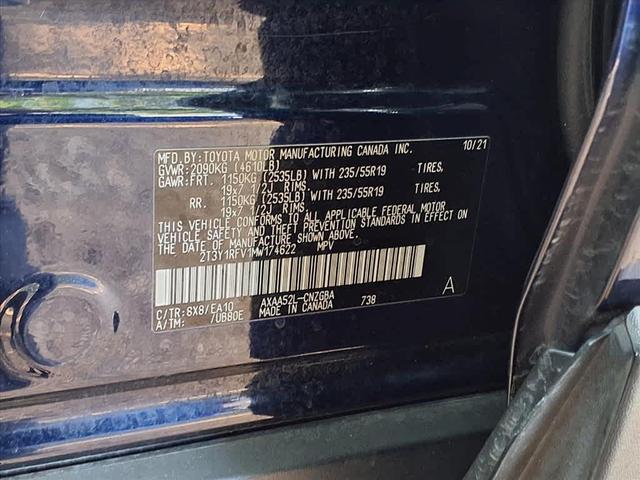 MFD. BY: TOYOTA MOTOR MANUFACTURING CANADA INC. 10/21
GVWR: 2090KG (4610LB)
GAWR: FRT. 1150KG (2535LB) WITH 235/55R19 TIRES,
19x7 1/2J RIMS.
RR. 1150KG (2535LB) WITH 235/55R19 TIRES,
19x7 1/2J RIMS.
THIS VEHICLE CONFORMS TO ALL APPLICABLE FEDERAL MOTOR
VEHICLE SAFETY AND THEFT PREVENTION STANDARDS IN EFFECT ON
THE DATE OF MANUFACTURE SHOWN ABOVE.
2T3Y1RFV1MW174622 MPV
A
C/TR: 8X8/EA10 AXAA52L-CNZGBA
A/TM: /UB80E MADE IN CANADA 738